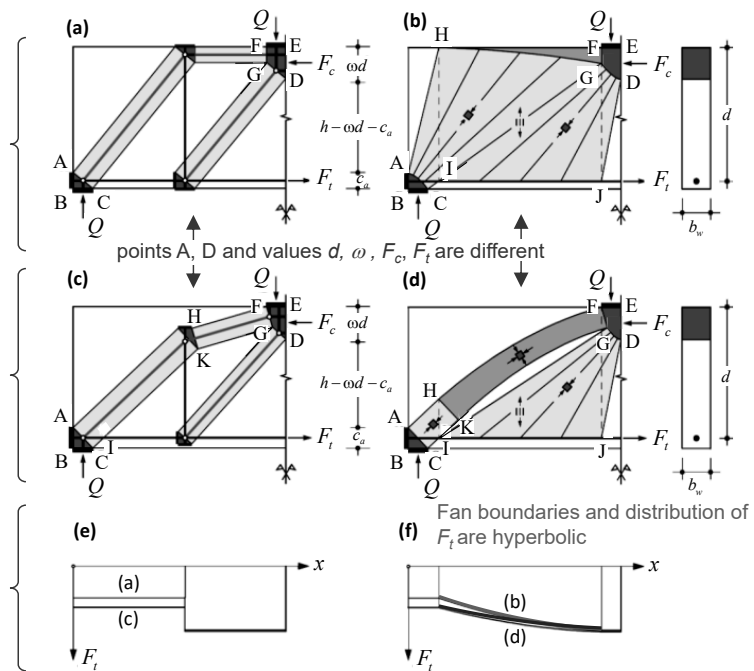 (a)
Q
F
E
F_c
ωd
G
D
h – ωd – c_a
A
F_t
c_a
B
C
Q
(b)
Q
H
F
E
F_c
G
D
d
A
I
F_t
B
C
J
Q
b_w
points A, D and values d, ω , F_c, F_t are different
(c)
Q
F
E
H
F_c
ωd
G
D
K
h – ωd – c_a
A
I
F_t
c_a
B
C
Q
(d)
Q
F
E
F_c
G
D
d
H
A
K
F_t
B
C
I
J
Q
b_w
Fan boundaries and distribution of
F_t are hyperbolic
(e)
x
(a)
(c)
F_t
(f)
x
(b)
(d)
F_t